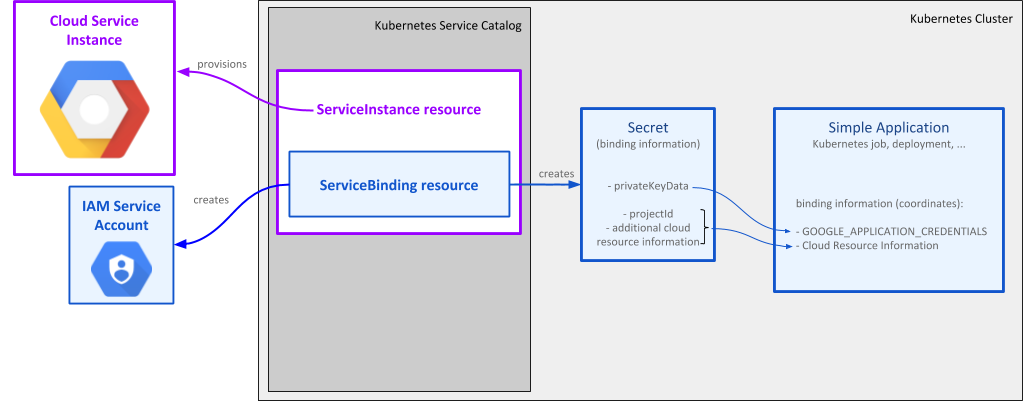 Cloud Service
Instance
provisions
IAM Service
Account
creates
Kubernetes Service Catalog
ServiceInstance resource
ServiceBinding resource
creates
Kubernetes Cluster
Secret
(binding information)
- privateKeyData
- projectId
- additional cloud
resource information
Simple Application
Kubernetes job, deployment, ...
binding information (coordinates):
- GOOGLE_APPLICATION_CREDENTIALS
- Cloud Resource Information